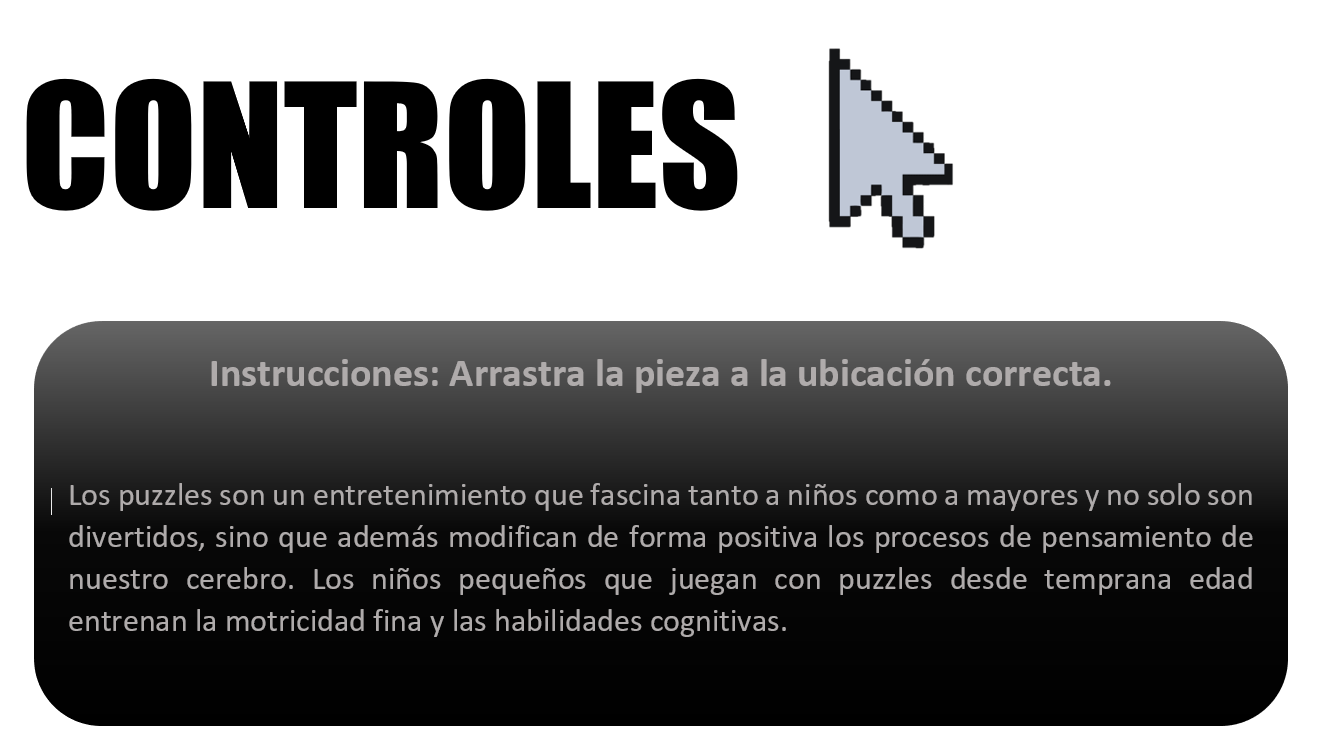 CONTROLES
Instrucciones: Arrastra la pieza a la ubicación correcta.
Los puzzles son un entretenimiento que fascina tanto a niños como a mayores y no solo son
divertidos, sino que además modifican de forma positiva los procesos de pensamiento de
nuestro cerebro. Los niños pequeños que juegan con puzzles desde temprana edad
entrenan la motricidad fina y las habilidades cognitivas.